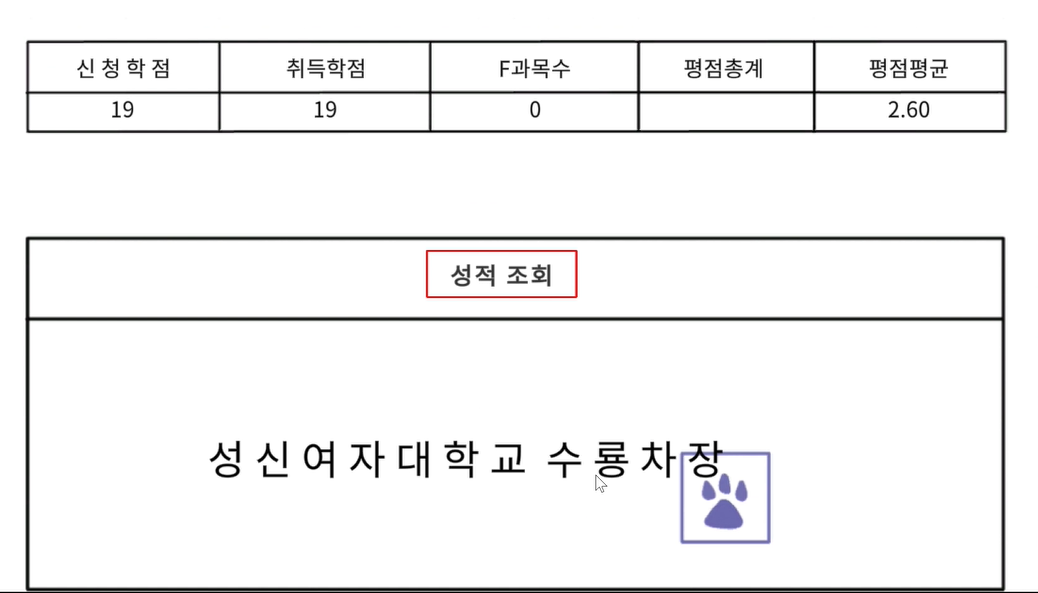 신 청 학 점 취득학점 F과목수 평점총계 평점평균
19 19 0 2.60
성적 조회
성 신 여 자 대 학 교 수 룡 차 장